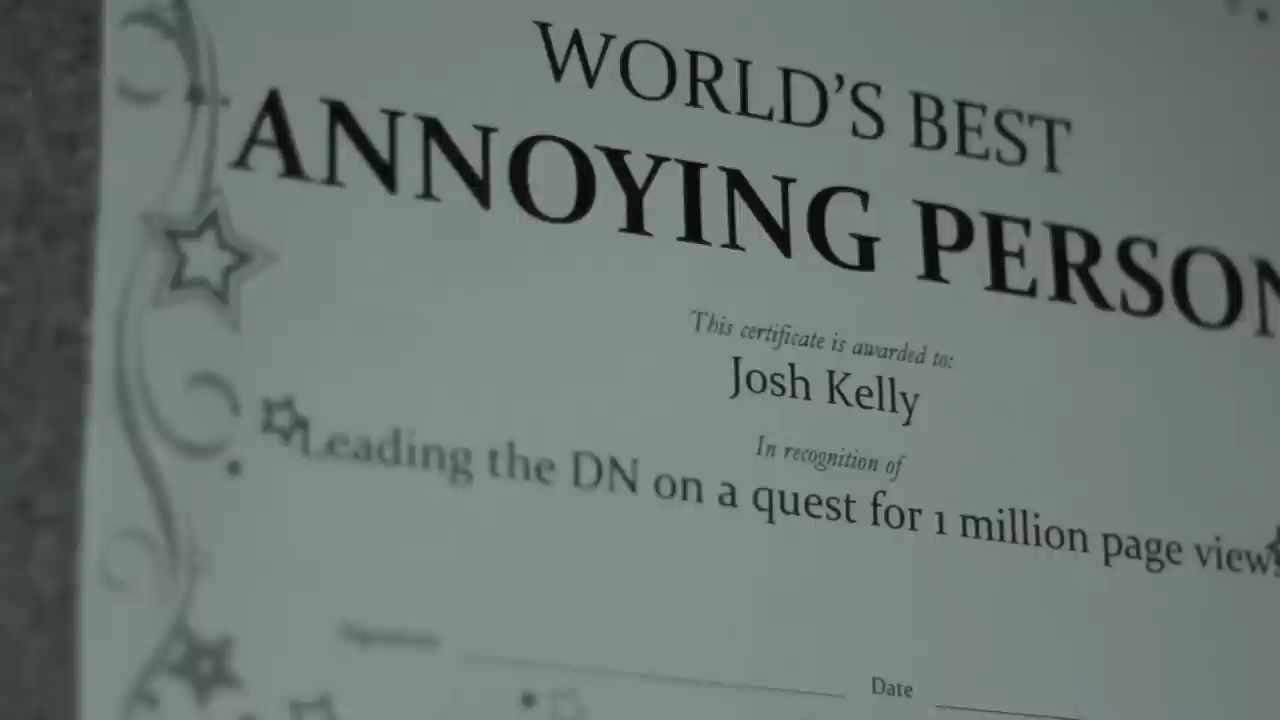 WORLD'S BEST
ANNOYING PERSON
This certificate is awarded to:
Josh Kelly
In recognition of
Leading the DN on a quest for 1 million page views
Signature
Date